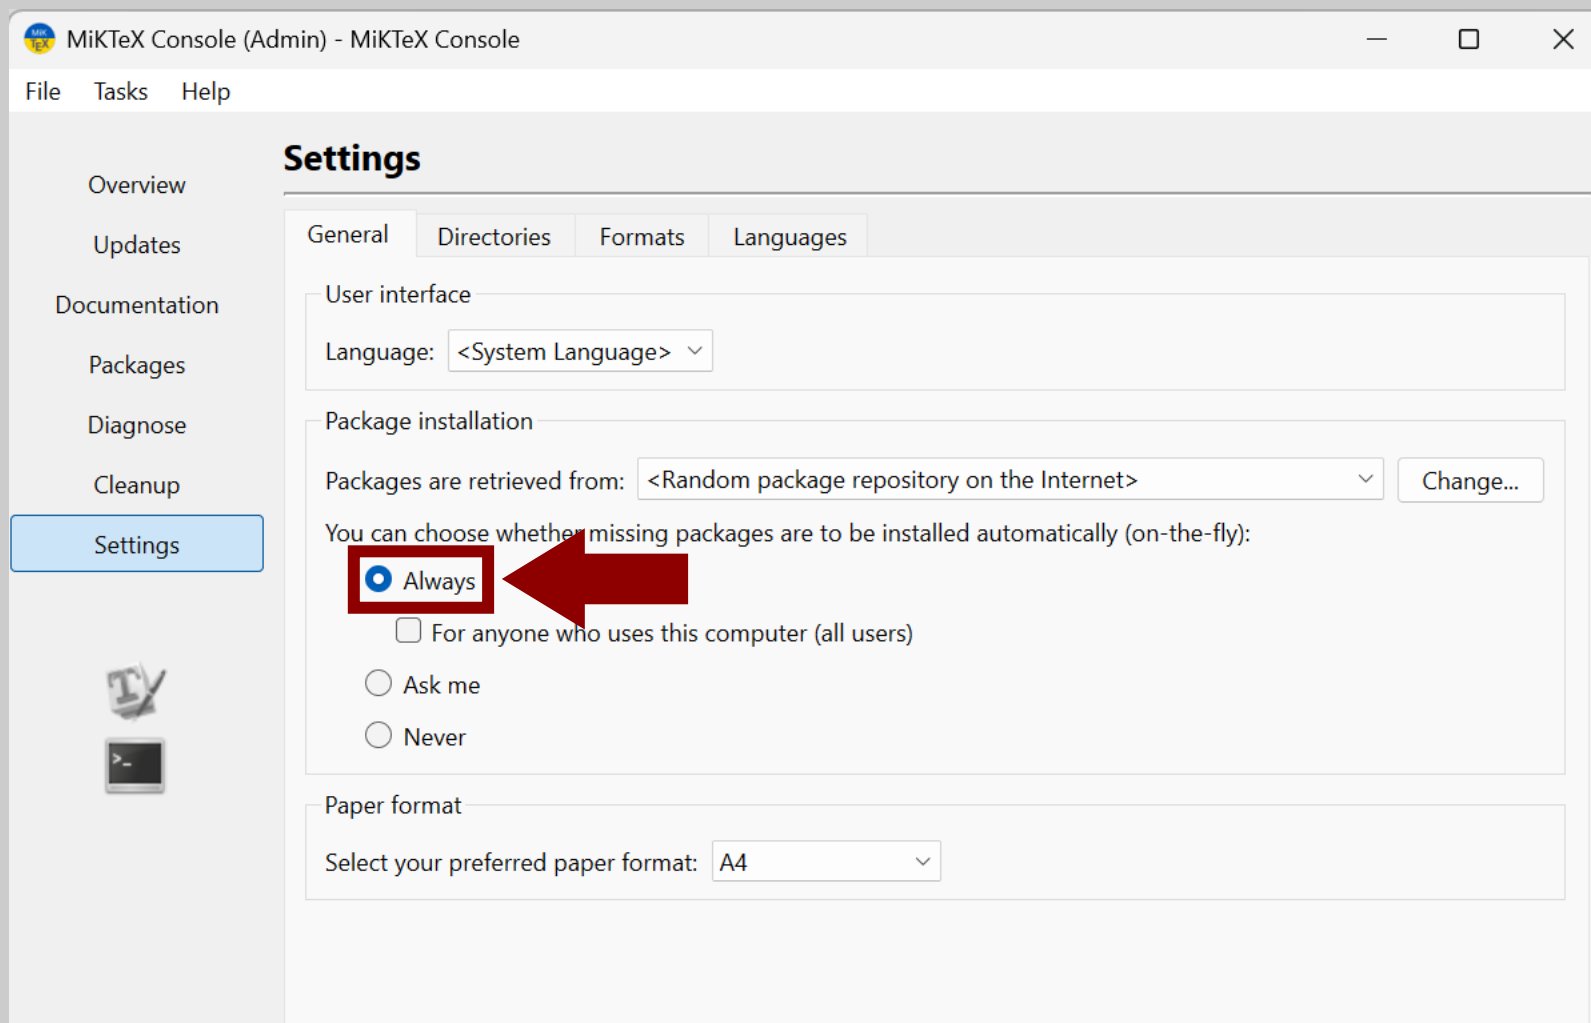 MiKTeX Console (Admin) - MiKTeX Console
File Tasks Help
Settings
Overview
Updates
Documentation
Packages
Diagnose
Cleanup
Settings
General Directories Formats Languages
User interface
Language: <System Language>
Package installation
Packages are retrieved from: <Random package repository on the Internet> Change...
You can choose whether missing packages are to be installed automatically (on-the-fly):
Always
For anyone who uses this computer (all users)
Ask me
Never
Paper format
Select your preferred paper format: A4
MiK
TEX
T
>_